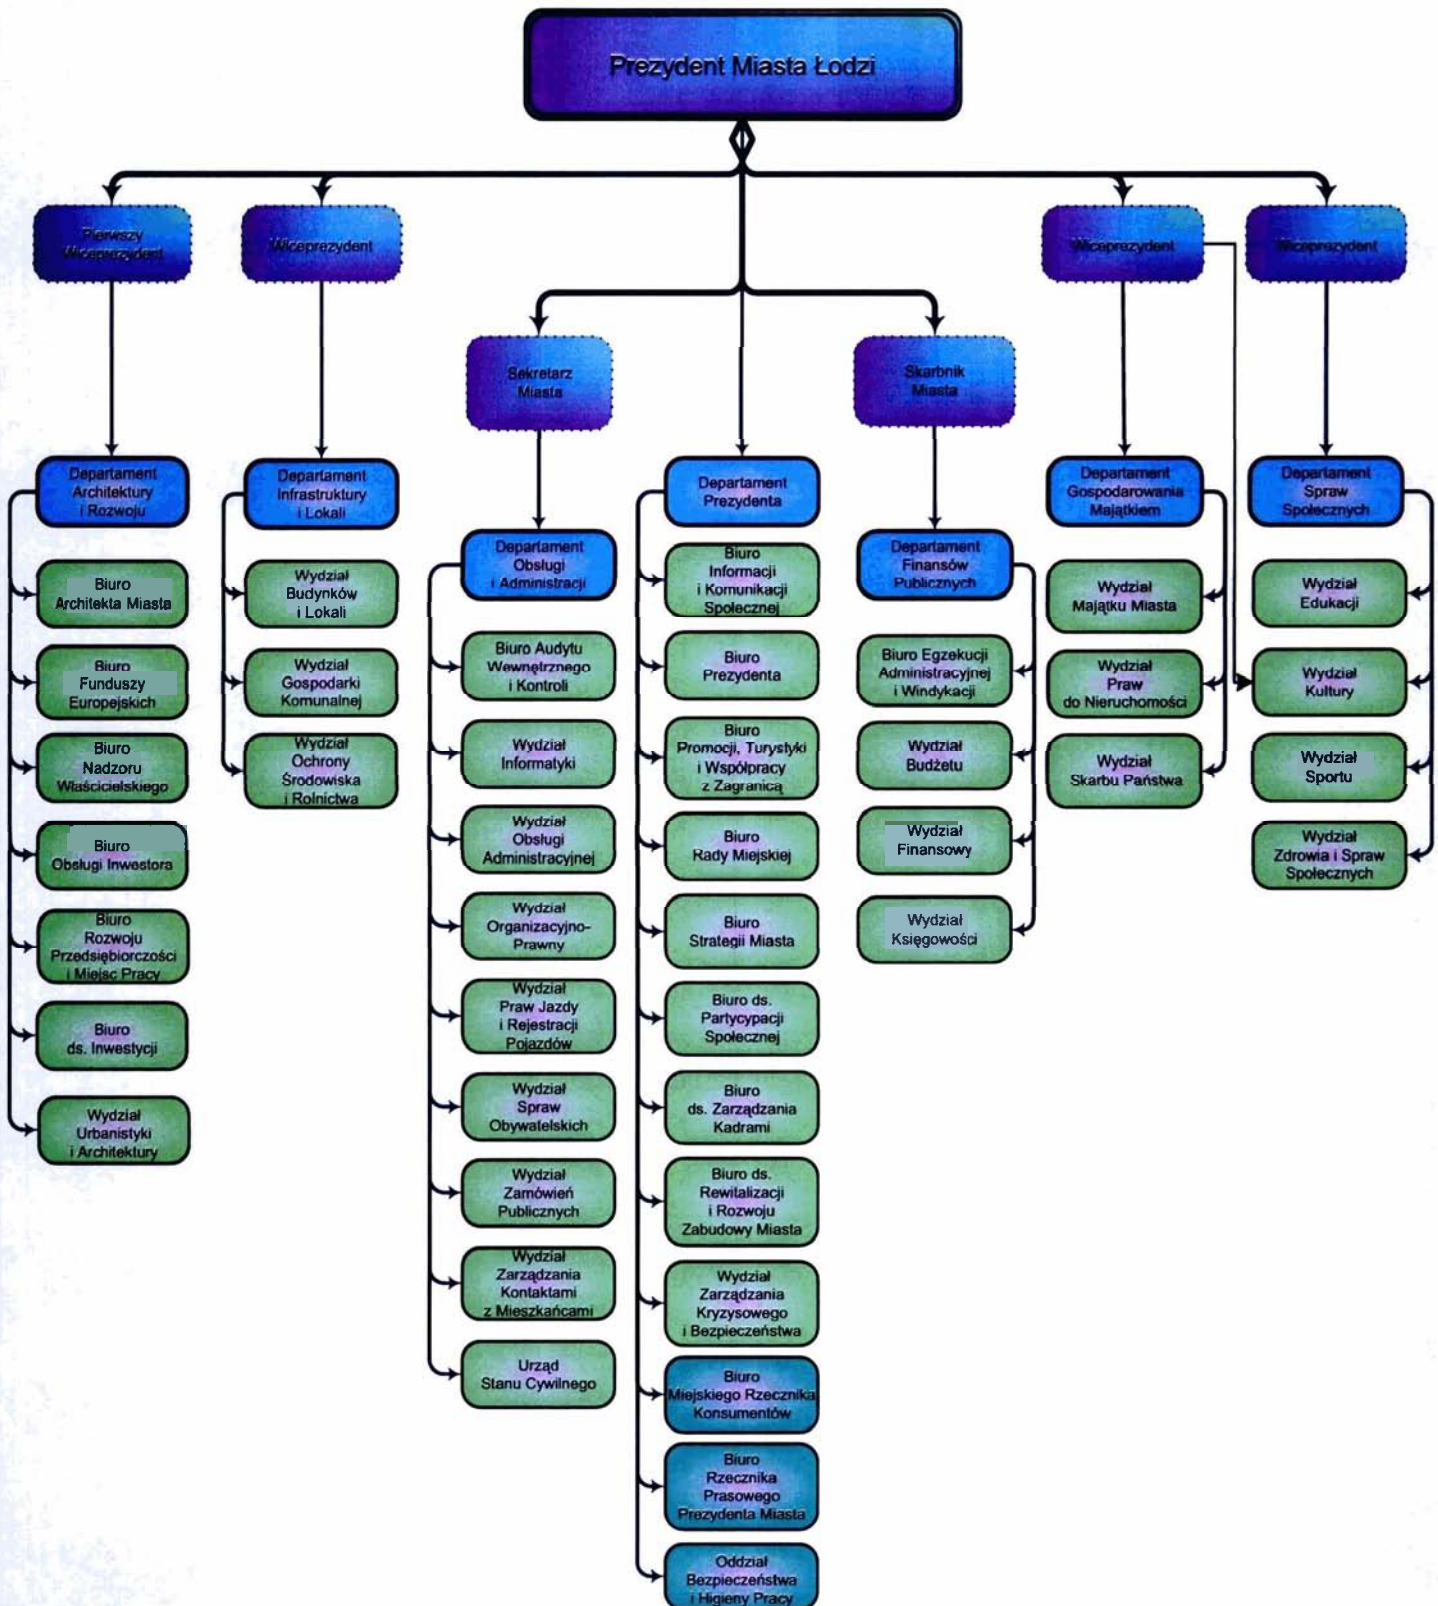 Prezydent Miasta Łodzi
Pierwszy
Wiceprezydent
Wiceprezydent
Wiceprezydent
Wiceprezydent
Sekretarz
Miasta
Skarbnik
Miasta
Departament
Architektury
i Rozwoju
Biuro
Architekta Miasta
Biuro
Funduszy
Europejskich
Biuro
Nadzoru
Właścicielskiego
Biuro
Obsługi Inwestora
Biuro
Rozwoju
Przedsiębiorczości
i Miejsc Pracy
Biuro
ds. Inwestycji
Wydział
Urbanistyki
i Architektury
Departament
Infrastruktury
i Lokali
Wydział
Budynków
i Lokali
Wydział
Gospodarki
Komunalnej
Wydział
Ochrony
Środowiska
i Rolnictwa
Departament
Obsługi
i Administracji
Biuro Audytu
Wewnętrznego
i Kontroli
Wydział
Informatyki
Wydział
Obsługi
Administracyjnej
Wydział
Organizacyjno-
Prawny
Wydział
Praw Jazdy
i Rejestracji
Pojazdów
Wydział
Spraw
Obywatelskich
Wydział
Zamówień
Publicznych
Wydział
Zarządzania
Kontaktami
z Mieszkańcami
Urząd
Stanu Cywilnego
Departament
Prezydenta
Biuro
Informacji
i Komunikacji
Społecznej
Biuro
Prezydenta
Biuro
Promocji, Turystyki
i Współpracy
z Zagranicą
Biuro
Rady Miejskiej
Biuro
Strategii Miasta
Biuro ds.
Partycypacji
Społecznej
Biuro
ds. Zarządzania
Kadrami
Biuro ds.
Rewitalizacji
i Rozwoju
Zabudowy Miasta
Wydział
Zarządzania
Kryzysowego
i Bezpieczeństwa
Biuro
Miejskiego Rzecznika
Konsumentów
Biuro
Rzecznika
Prasowego
Prezydenta Miasta
Oddział
Bezpieczeństwa
i Higieny Pracy
Departament
Finansów
Publicznych
Biuro Egzekucji
Administracyjnej
i Windykacji
Wydział
Budżetu
Wydział
Finansowy
Wydział
Księgowości
Departament
Gospodarowania
Majątkiem
Wydział
Majątku Miasta
Wydział
Praw
do Nieruchomości
Wydział
Skarbu Państwa
Departament
Spraw
Społecznych
Wydział
Edukacji
Wydział
Kultury
Wydział
Sportu
Wydział
Zdrowia i Spraw
Społecznych